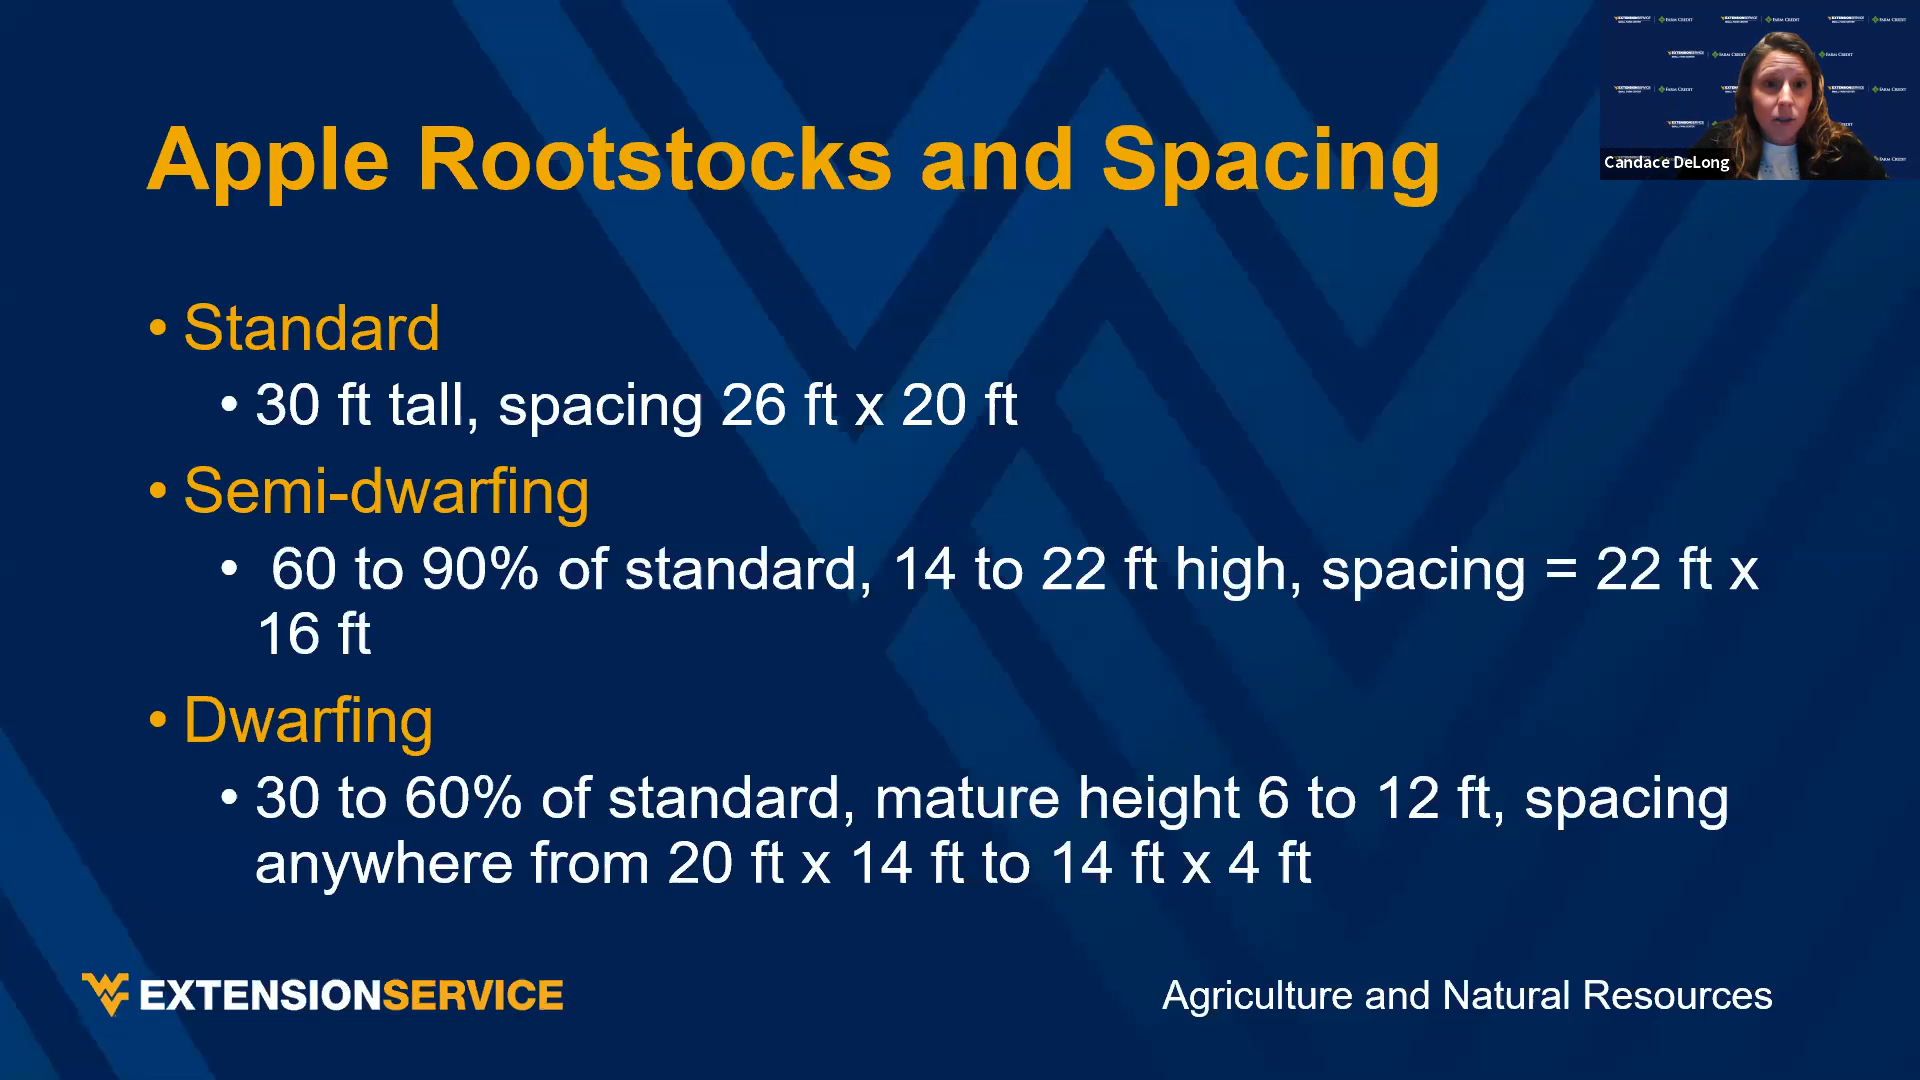 Apple Rootstocks and Spacing
Candace DeLong
• Standard
• 30 ft tall, spacing 26 ft x 20 ft
• Semi-dwarfing
• 60 to 90% of standard, 14 to 22 ft high, spacing = 22 ft x
16 ft
• Dwarfing
• 30 to 60% of standard, mature height 6 to 12 ft, spacing
anywhere from 20 ft x 14 ft to 14 ft x 4 ft
EXTENSIONSERVICE
Agriculture and Natural Resources